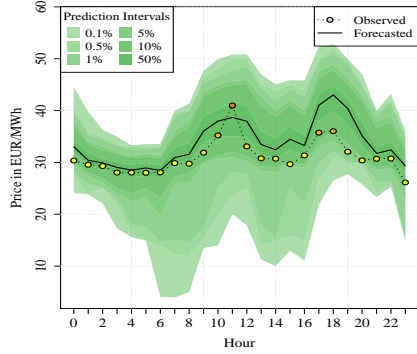 Prediction Intervals
0.1% 5%
0.5% 10%
1% 50%
Observed
Forecasted
Price in EUR/MWh
60
50
40
30
20
10
0 2 4 6 8 10 12 14 16 18 20 22
Hour